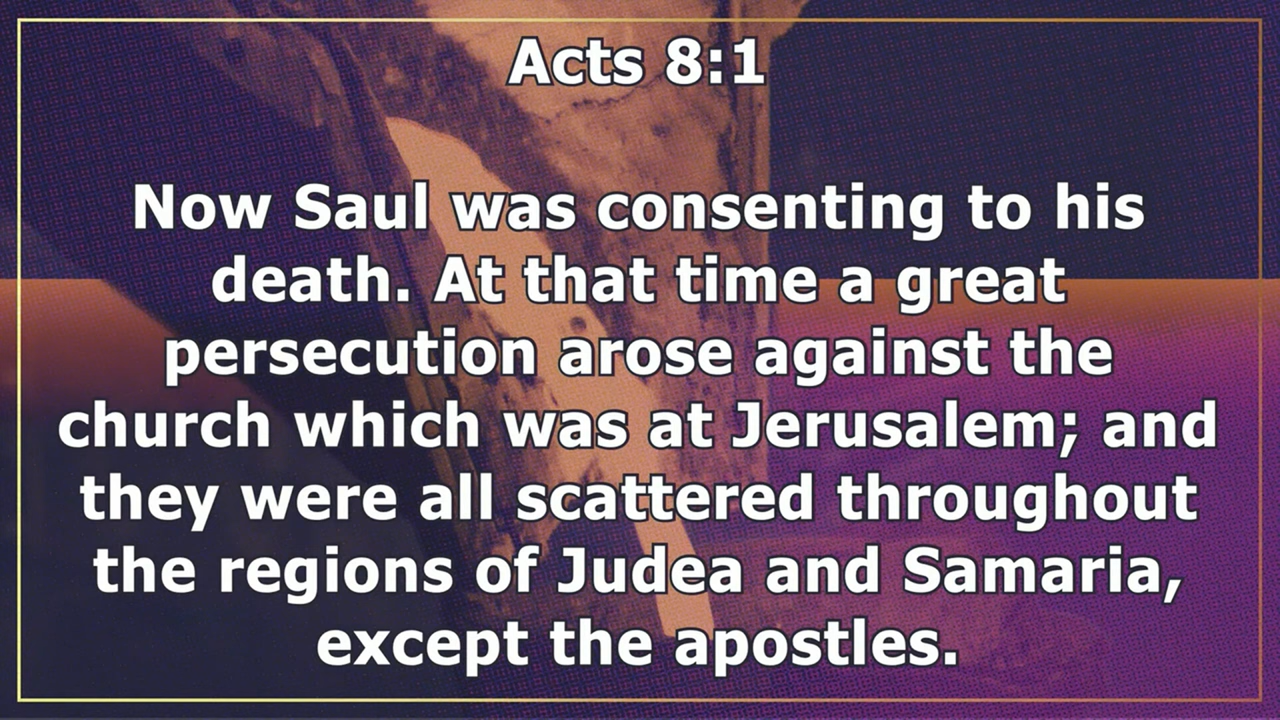 Acts 8:1
Now Saul was consenting to his
death. At that time a great
persecution arose against the
church which was at Jerusalem; and
they were all scattered throughout
the regions of Judea and Samaria,
except the apostles.